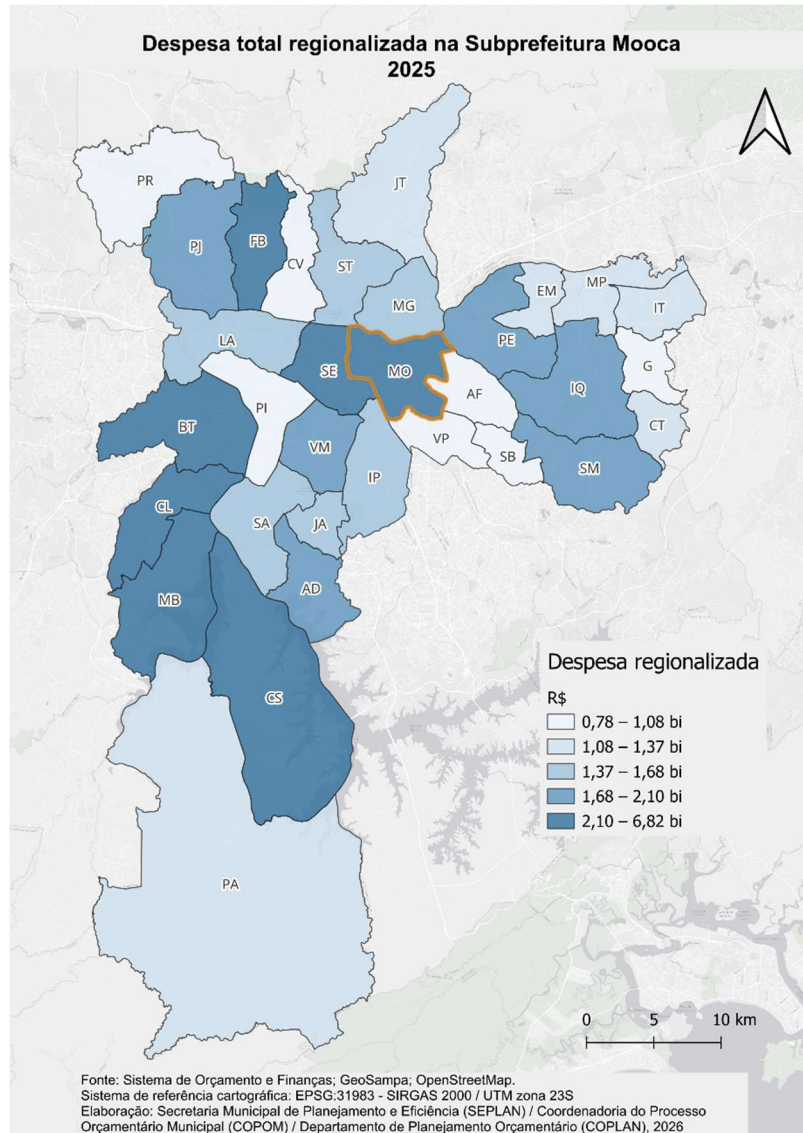 Despesa total regionalizada na Subprefeitura Mooca
2025
PR
JT
PJ
FB
CV
ST
MG
EM
MP
IT
LA
SE
MO
PE
IQ
G
PI
AF
BT
VM
VP
SB
CT
IP
SM
CL
SA
JA
MB
AD
CS
PA
Despesa regionalizada
R$
0,78 – 1,08 bi
1,08 – 1,37 bi
1,37 – 1,68 bi
1,68 – 2,10 bi
2,10 – 6,82 bi
0 5 10 km
Fonte: Sistema de Orçamento e Finanças; GeoSampa; OpenStreetMap.
Sistema de referência cartográfica: EPSG:31983 - SIRGAS 2000 / UTM zona 23S
Elaboração: Secretaria Municipal de Planejamento e Eficiência (SEPLAN) / Coordenadoria do Processo
Orçamentário Municipal (COPOM) / Departamento de Planejamento Orçamentário (COPLAN), 2026